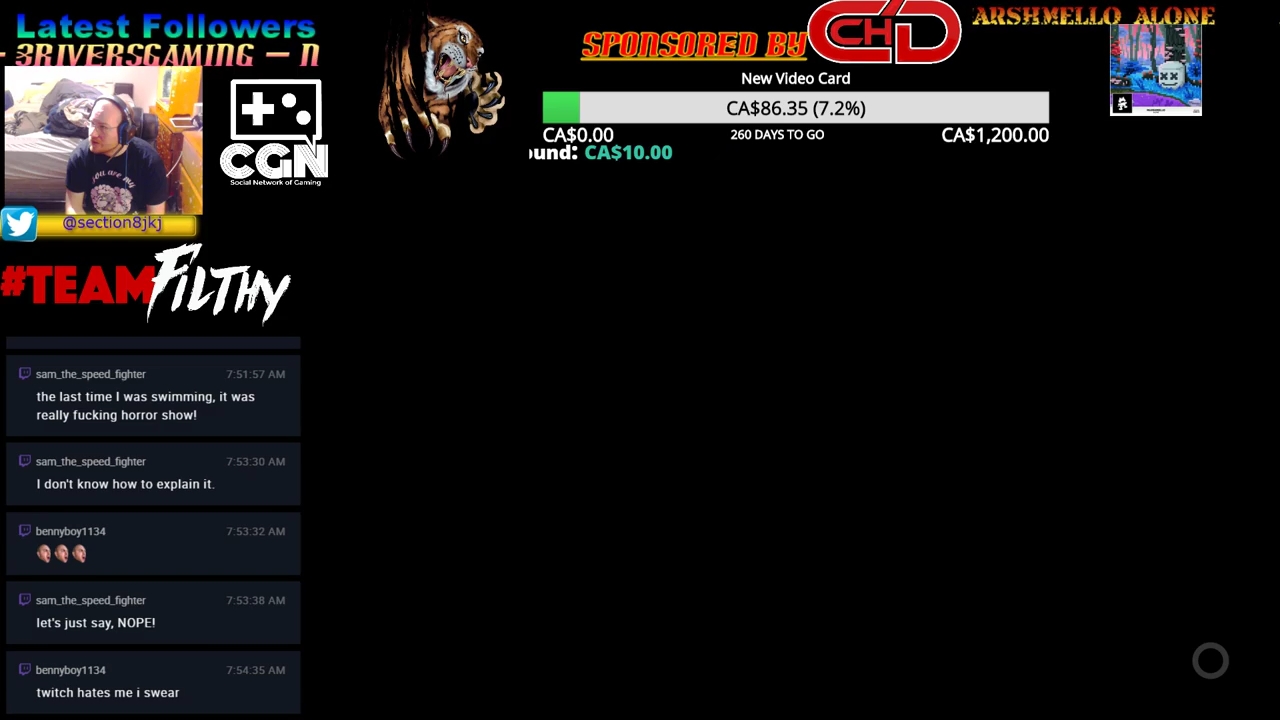 Latest Followers
- 3RIVERSGAMING - N
SPONSORED BY
CHD
ARSHMELLO ALONE
New Video Card
CA$86.35 (7.2%)
CA$0.00
260 DAYS TO GO
CA$1,200.00
ound: CA$10.00
you are my
CGN
Social Network of Gaming
@section8jkj
#TEAMFILTHY
sam_the_speed_fighter 7:51:57 AM
the last time I was swimming, it was
really fucking horror show!
sam_the_speed_fighter 7:53:30 AM
I don't know how to explain it.
bennyboy1134 7:53:32 AM
sam_the_speed_fighter 7:53:38 AM
let's just say, NOPE!
bennyboy1134 7:54:35 AM
twitch hates me i swear